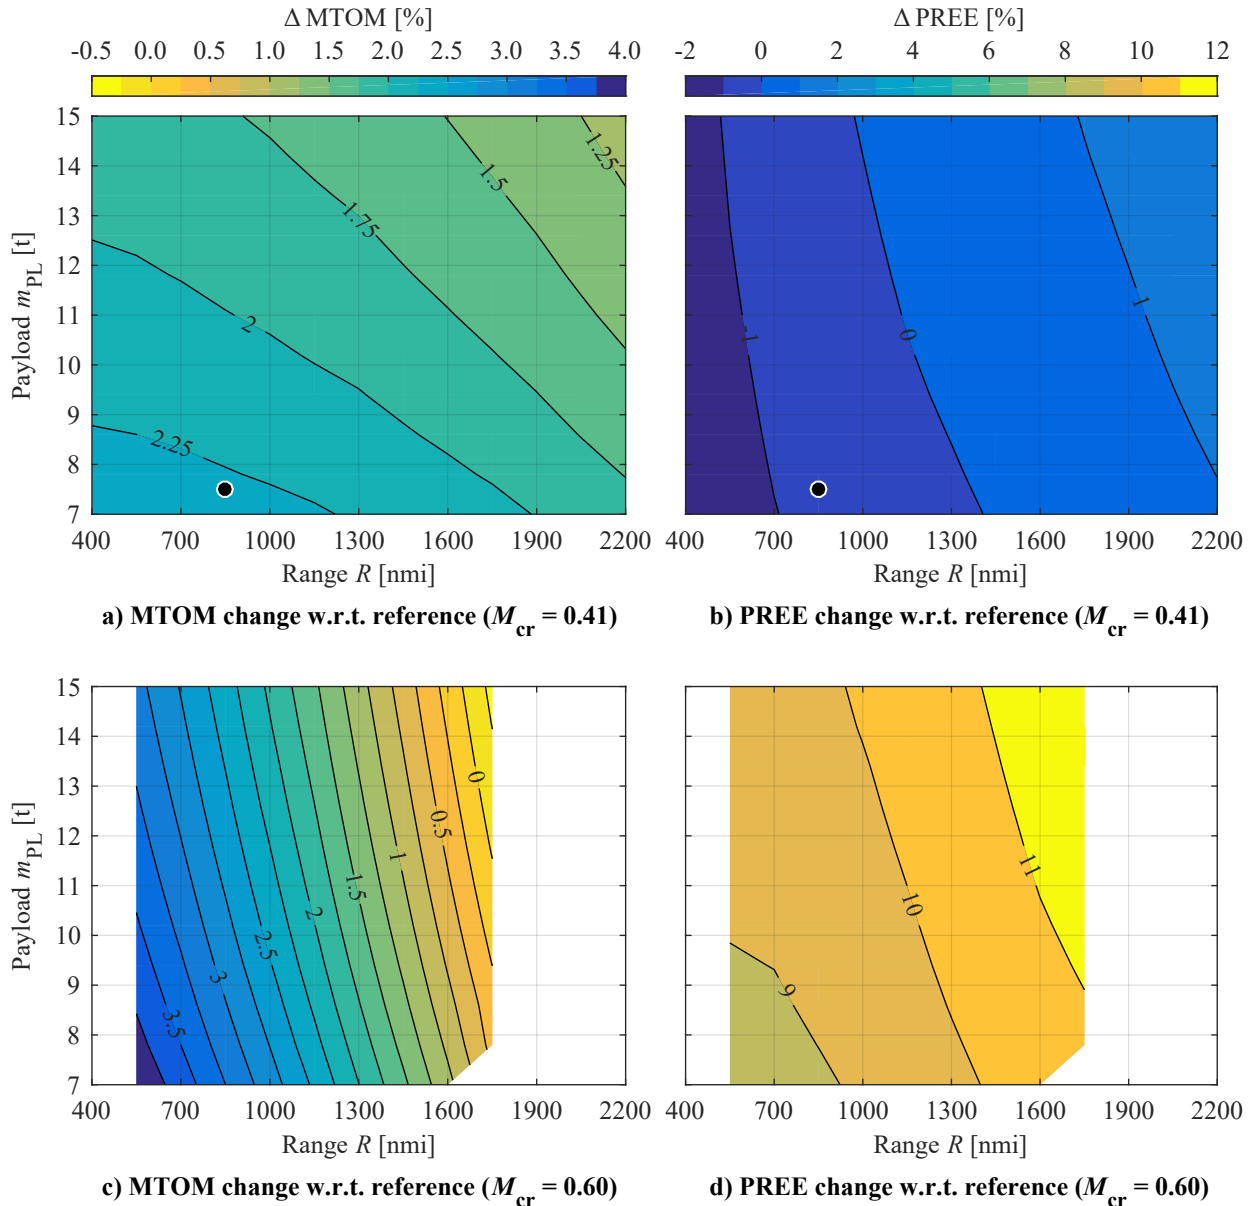 Δ MTOM [%]
-0.5 0.0 0.5 1.0 1.5 2.0 2.5 3.0 3.5 4.0
Δ PREE [%]
-2 0 2 4 6 8 10 12
15
14
13
12
11
10
9
8
7
Payload m_PL [t]
1.25
1.5
1.75
2
2.25
400 700 1000 1300 1600 1900 2200
Range R [nmi]
a) MTOM change w.r.t. reference (M_cr = 0.41)
-1
0
1
400 700 1000 1300 1600 1900 2200
Range R [nmi]
b) PREE change w.r.t. reference (M_cr = 0.41)
15
14
13
12
11
10
9
8
7
Payload m_PL [t]
0
0.5
1
1.5
2
2.5
3
3.5
400 700 1000 1300 1600 1900 2200
Range R [nmi]
c) MTOM change w.r.t. reference (M_cr = 0.60)
11
10
9
400 700 1000 1300 1600 1900 2200
Range R [nmi]
d) PREE change w.r.t. reference (M_cr = 0.60)